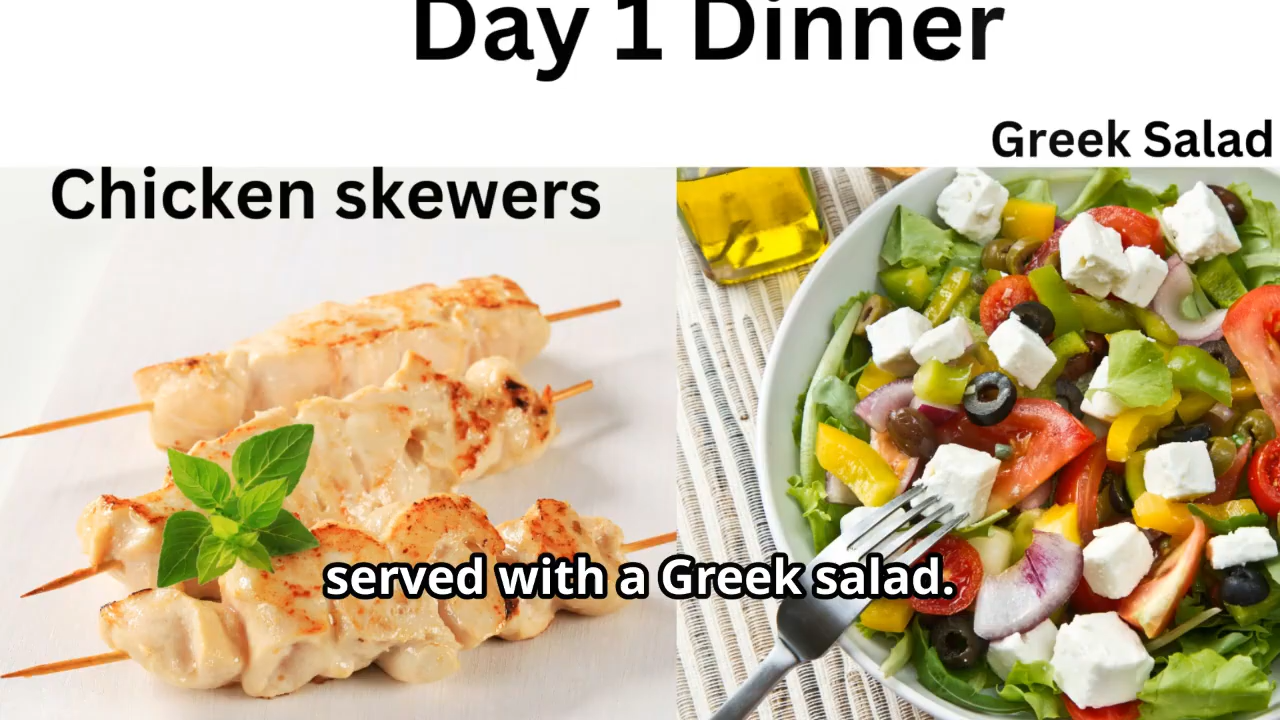 Day 1 Dinner
Greek Salad
Chicken skewers
served with a Greek salad.